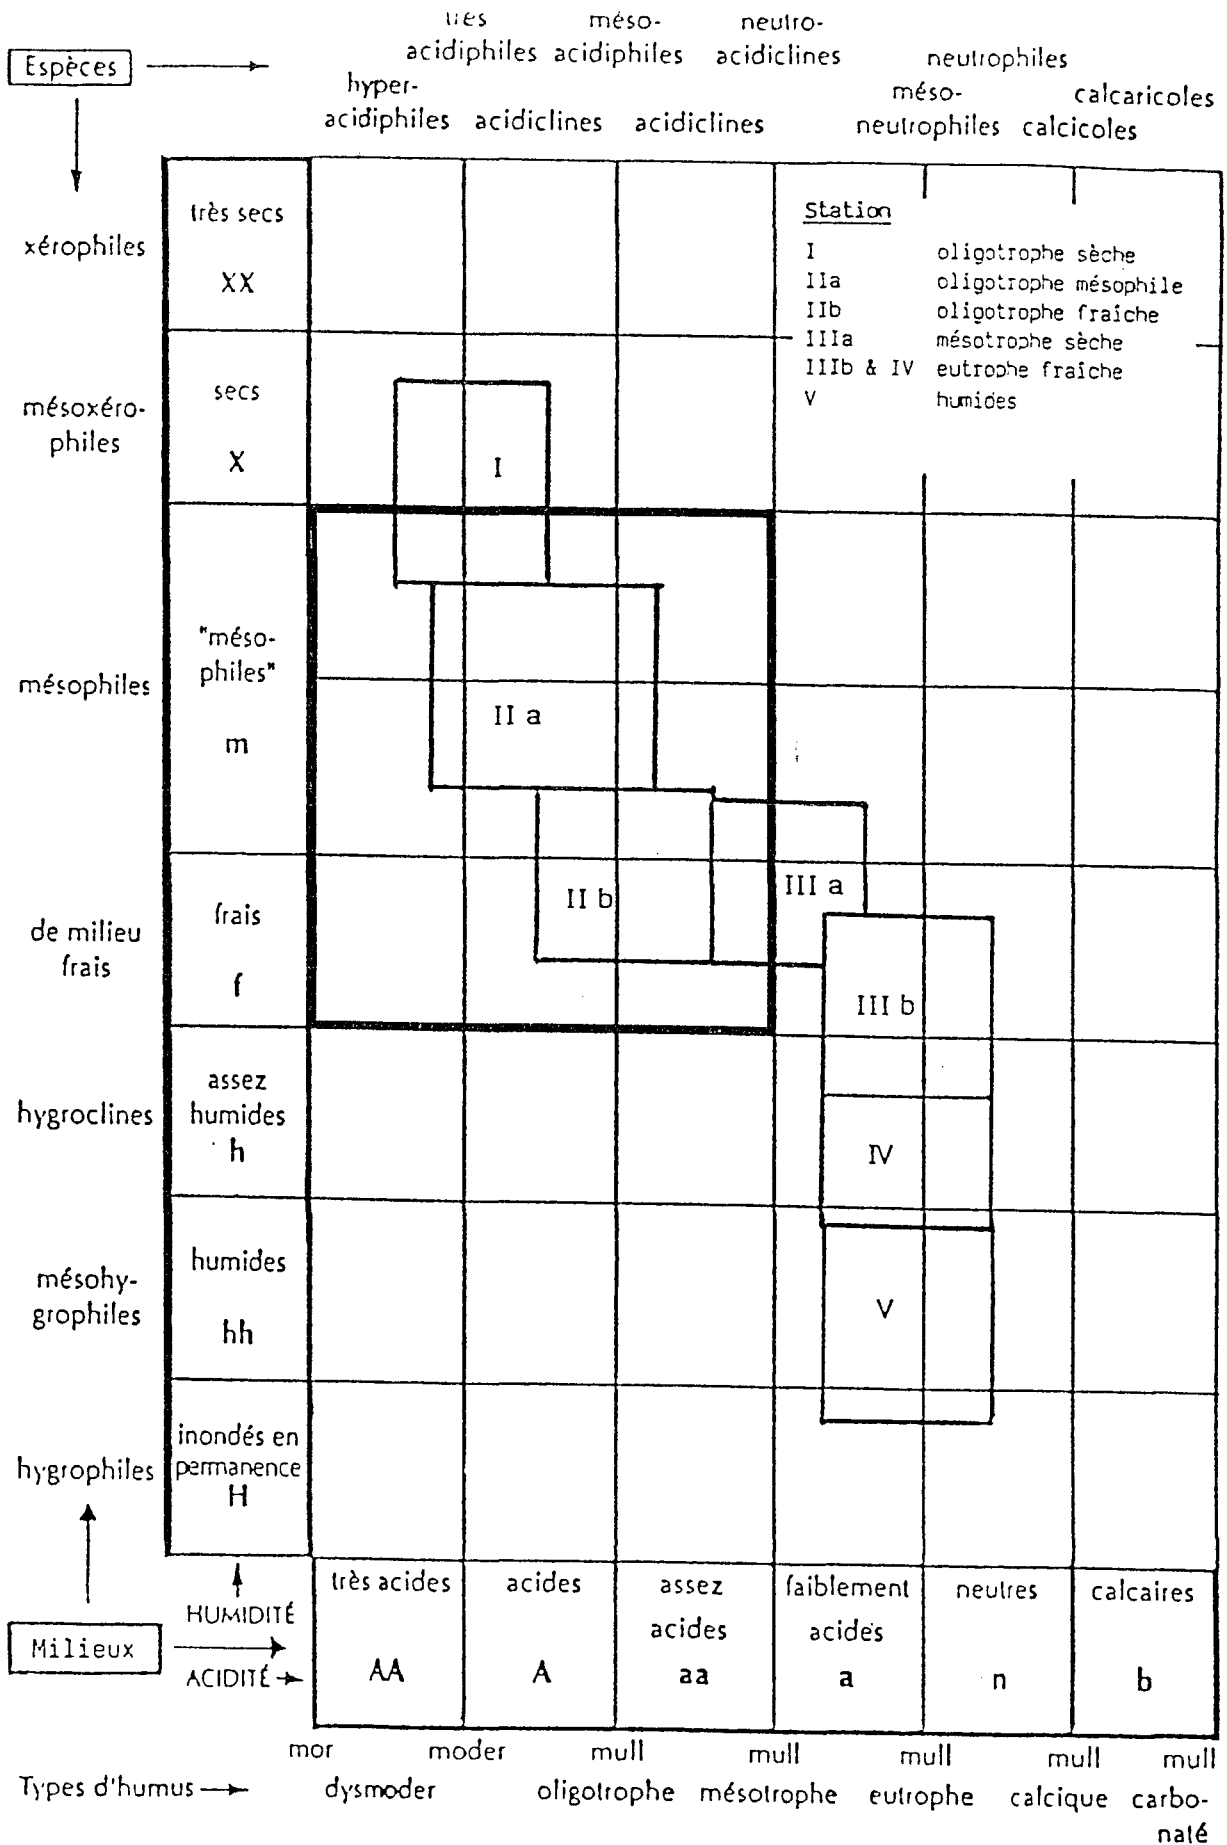 très méso- neutro-
acidiphiles acidiphiles acidiclines neutrophiles
Espèces
hyper- méso- calcaricoles
acidiphiles acidiclines acidiclines neutrophiles calcicoles
très secs
xérophiles
XX
Station
I oligotrophe sèche
IIa oligotrophe mésophile
IIb oligotrophe fraîche
IIIa mésotrophe sèche
IIIb & IV eutrophe fraîche
V humides
secs
mésoxéro-
philes
X
I
"méso-
philes"
mésophiles
m
II a
frais
de milieu
frais
f
II b
III a
III b
assez
humides
hygroclines
h
IV
humides
mésohy-
grophiles
hh
V
inondés en
permanence
hygrophiles
H
très acides acides assez faiblement neutres calcaires
HUMIDITÉ
acides acides
Milieux
ACIDITÉ
AA A aa a n b
mor moder mull mull mull mull mull
Types d'humus dysmoder oligotrophe mésotrophe eutrophe calcique carbo-
naté